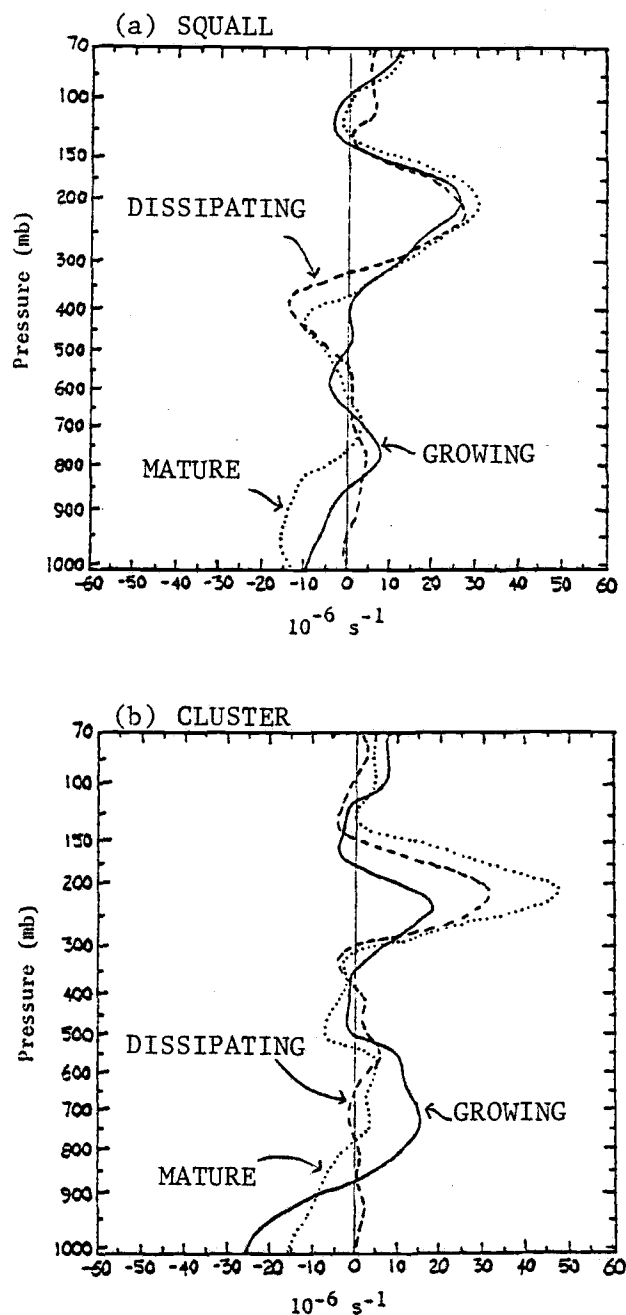 (a) SQUALL
70
100
150
200
DISSIPATING
300
400
500
600
700
GROWING
800
MATURE
900
1000
Pressure (mb)
-60 -50 -40 -30 -20 -10 0 10 20 30 40 50 60
10-6 s-1
(b) CLUSTER
70
100
150
200
300
400
500
DISSIPATING
600
700
GROWING
800
MATURE
900
1000
Pressure (mb)
-60 -50 -40 -30 -20 -10 0 10 20 30 40 50 60
10-6 s-1